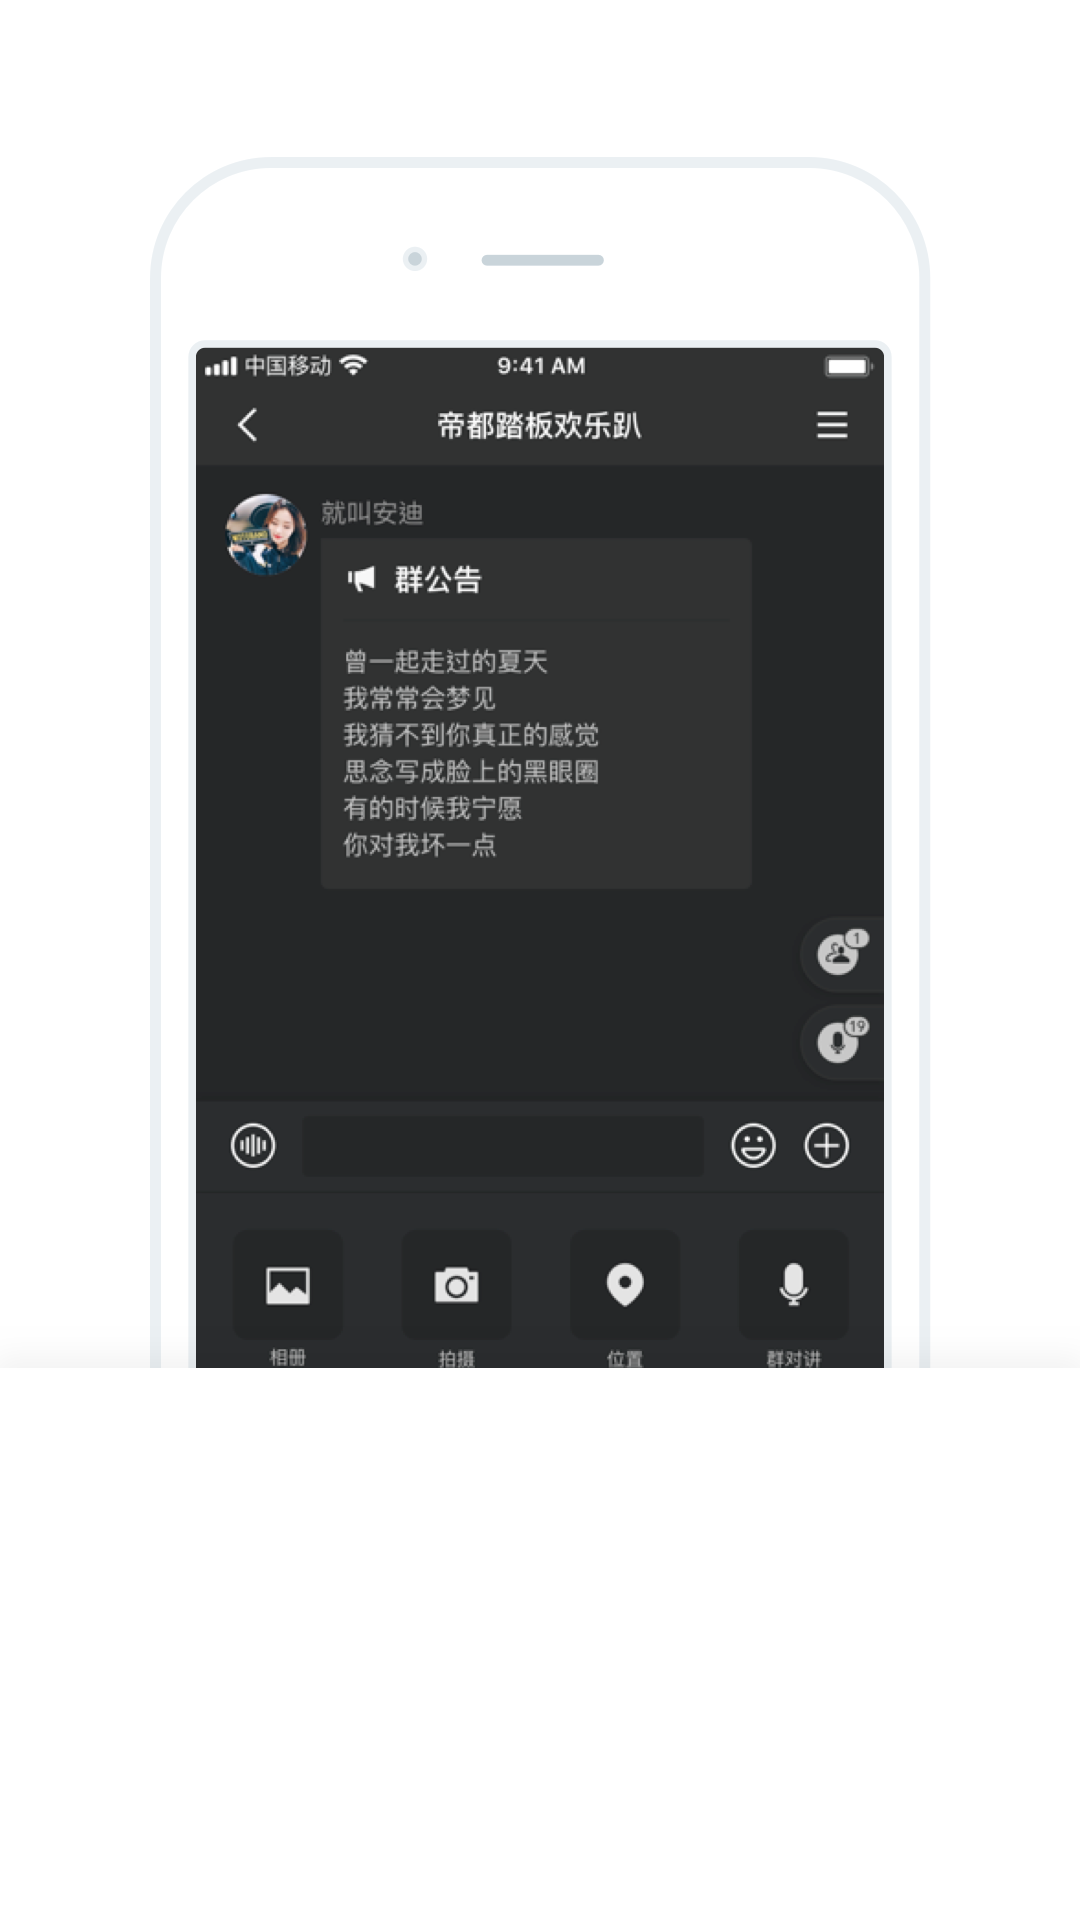 中国移动
9:41 AM
帝都踏板欢乐趴
就叫安迪
群公告
曾一起走过的夏天
我常常会梦见
我猜不到你真正的感觉
思念写成脸上的黑眼圈
有的时候我宁愿
你对我坏一点
1
19
相册
拍摄
位置
群对讲